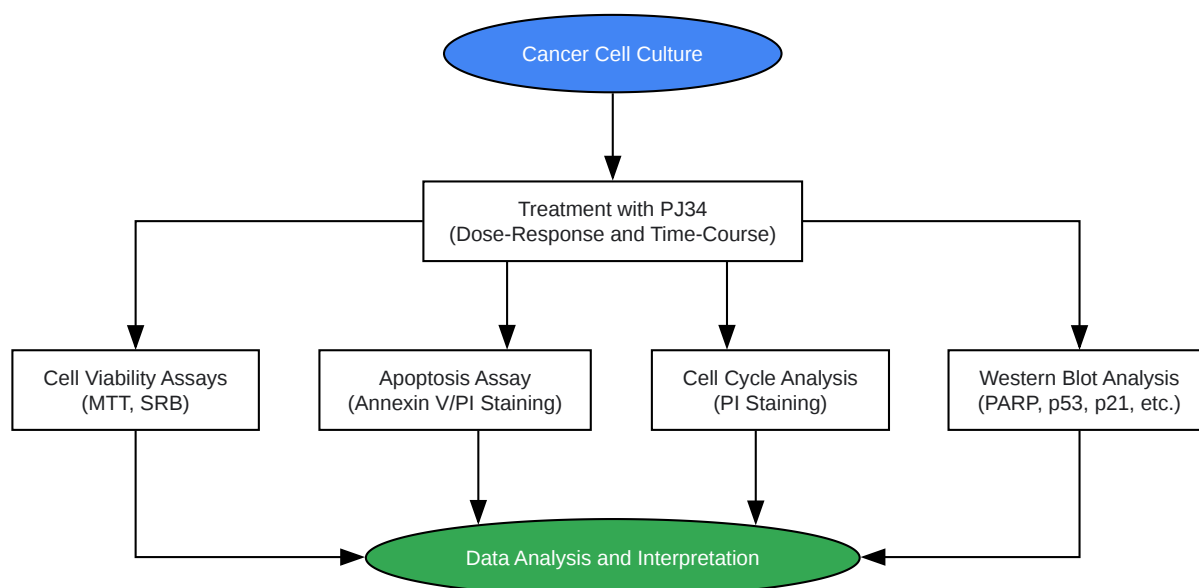 Cancer Cell Culture
Treatment with PJ34
(Dose-Response and Time-Course)
Cell Viability Assays
(MTT, SRB)
Apoptosis Assay
(Annexin V/PI Staining)
Cell Cycle Analysis
(PI Staining)
Western Blot Analysis
(PARP, p53, p21, etc.)
Data Analysis and Interpretation